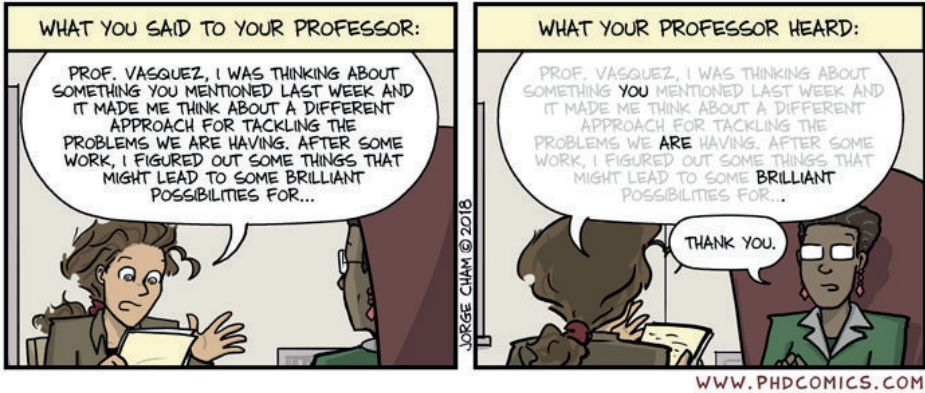 WHAT YOU SAID TO YOUR PROFESSOR:
PROF. VASQUEZ, I WAS THINKING ABOUT
SOMETHING YOU MENTIONED LAST WEEK AND
IT MADE ME THINK ABOUT A DIFFERENT
APPROACH FOR TACKLING THE
PROBLEMS WE ARE HAVING. AFTER SOME
WORK, I FIGURED OUT SOME THINGS THAT
MIGHT LEAD TO SOME BRILLIANT
POSSIBILITIES FOR...
JORGE CHAM © 2018
WHAT YOUR PROFESSOR HEARD:
PROF. VASQUEZ, I WAS THINKING ABOUT
SOMETHING YOU MENTIONED LAST WEEK AND
IT MADE ME THINK ABOUT A DIFFERENT
APPROACH FOR TACKLING THE
PROBLEMS WE ARE HAVING. AFTER SOME
WORK, I FIGURED OUT SOME THINGS THAT
MIGHT LEAD TO SOME BRILLIANT
POSSIBILITIES FOR...
THANK YOU.
WWW.PHDCOMICS.COM